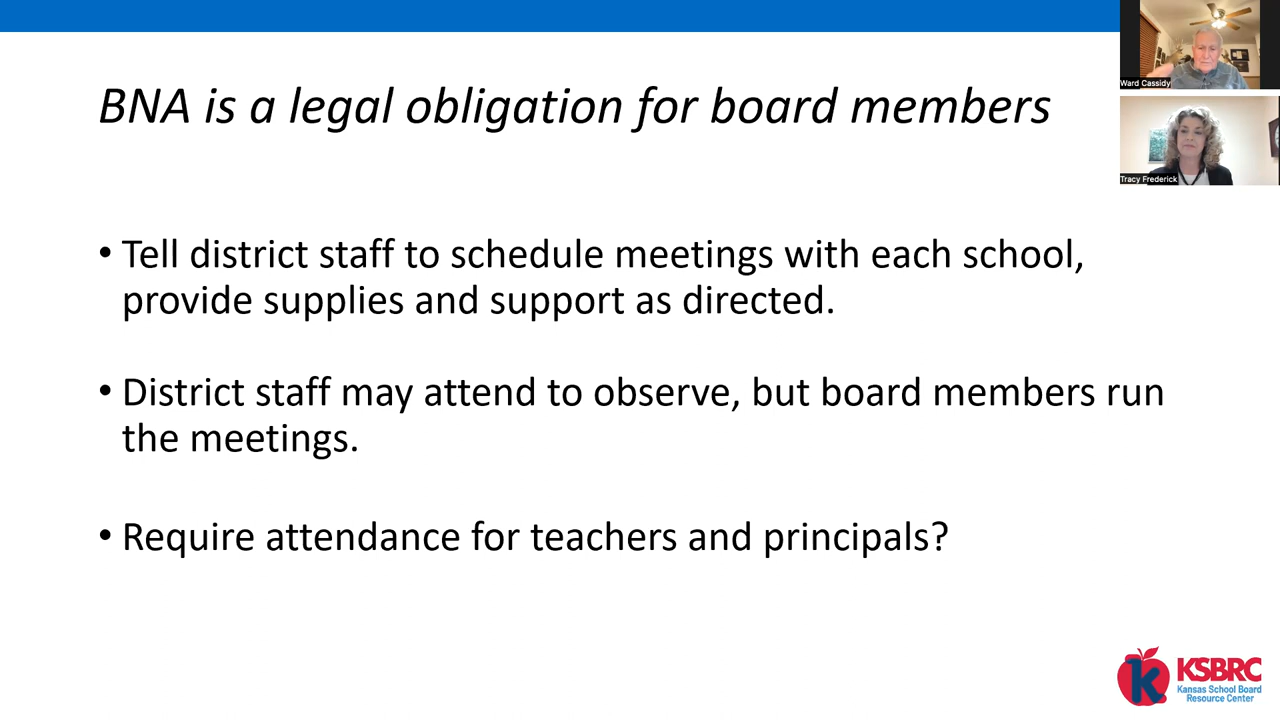 BNA is a legal obligation for board members
Ward Cassidy
Tracy Frederick
• Tell district staff to schedule meetings with each school,
provide supplies and support as directed.
• District staff may attend to observe, but board members run
the meetings.
• Require attendance for teachers and principals?
k
KSBRC
Kansas School Board
Resource Center